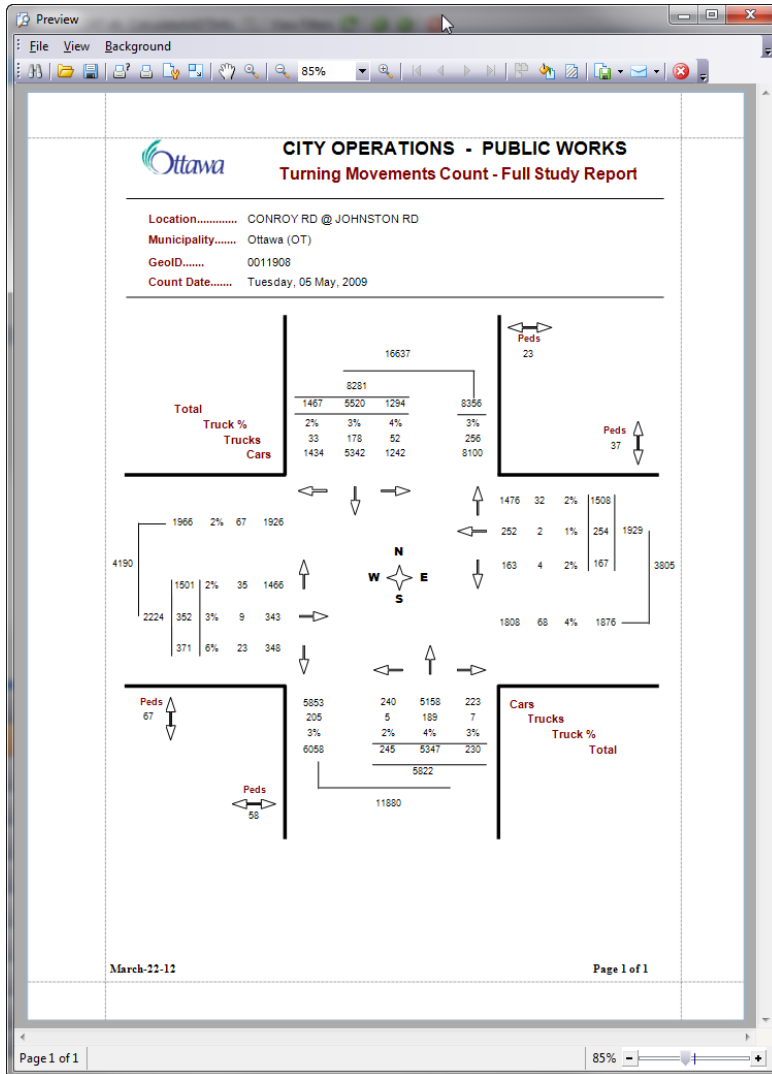 Preview
File View Background
85%
Ottawa
CITY OPERATIONS - PUBLIC WORKS
Turning Movements Count - Full Study Report
Location............. CONROY RD @ JOHNSTON RD
Municipality....... Ottawa (OT)
GeoID....... 0011908
Count Date....... Tuesday, 05 May, 2009
Peds
23
16637
8281
Total 1467 5520 1294 8356
Truck % 2% 3% 4% 3%
Trucks 33 178 52 256
Cars 1434 5342 1242 8100
Peds
37
1476 32 2% 1508
1966 2% 67 1926
252 2 1% 254 1929
N
4190
163 4 2% 167 3805
W E
1501 2% 35 1466
S
2224 352 3% 9 343
1808 68 4% 1876
371 6% 23 348
Peds
67
5853 240 5158 223 Cars
205 5 189 7 Trucks
3% 2% 4% 3% Truck %
6058 245 5347 230 Total
5822
Peds
58
11880
March-22-12 Page 1 of 1
Page 1 of 1 85%